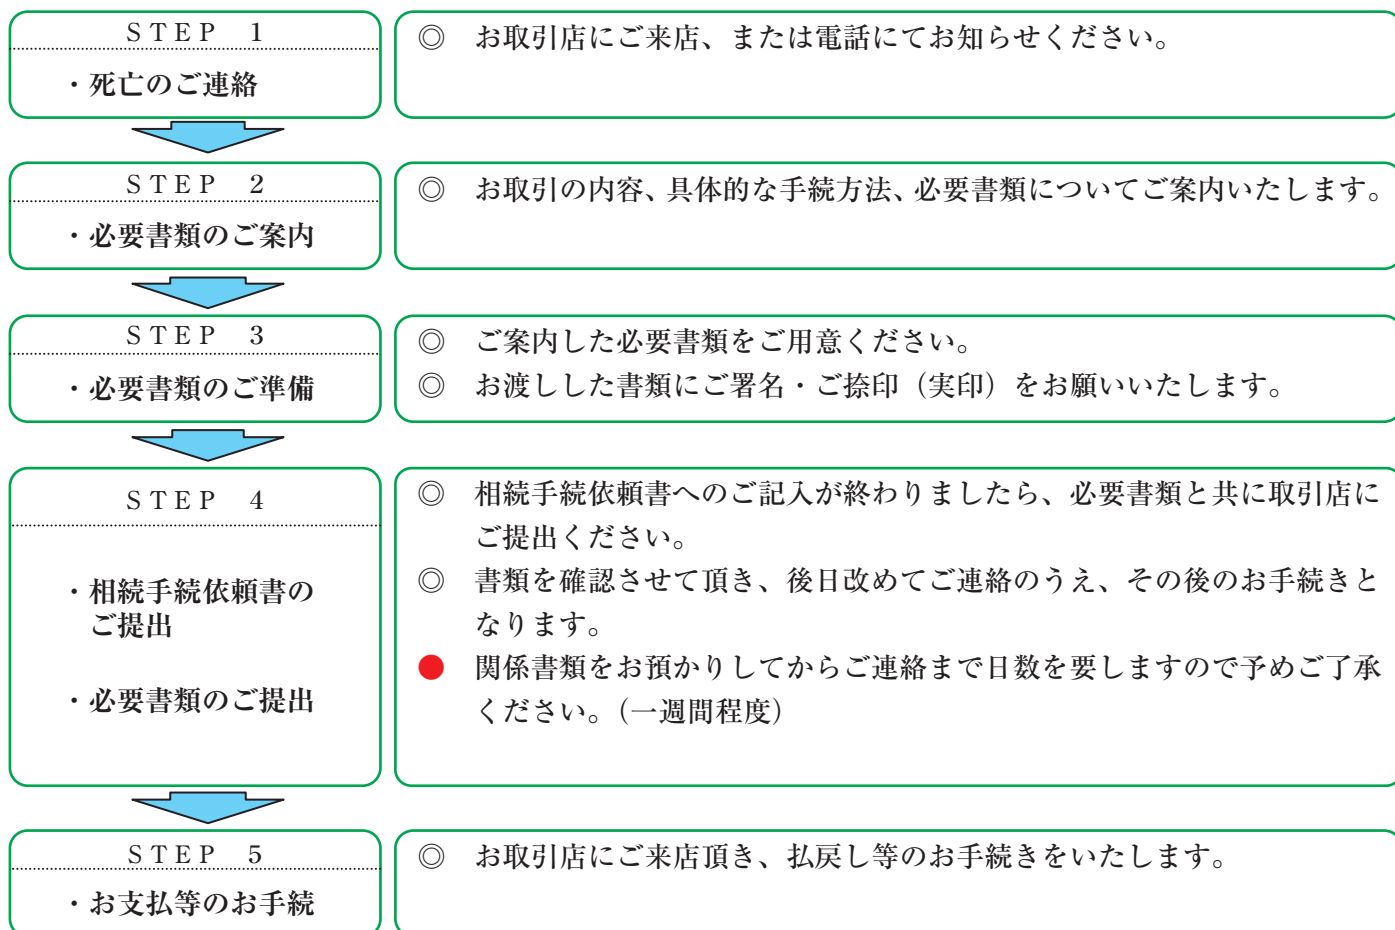 STEP 1
・死亡のご連絡
◎ お取引店にご来店、または電話にてお知らせください。
STEP 2
・必要書類のご案内
◎ お取引の内容、具体的な手続方法、必要書類についてご案内いたします。
STEP 3
・必要書類のご準備
◎ ご案内した必要書類をご用意ください。
◎ お渡しした書類にご署名・ご捺印（実印）をお願いいたします。
STEP 4
・相続手続依頼書の
ご提出
・必要書類のご提出
◎ 相続手続依頼書へのご記入が終わりましたら、必要書類と共に取引店に
ご提出ください。
◎ 書類を確認させて頂き、後日改めてご連絡のうえ、その後のお手続きと
なります。
● 関係書類をお預かりしてからご連絡まで日数を要しますので予めご了承
ください。（一週間程度）
STEP 5
・お支払等のお手続
◎ お取引店にご来店頂き、払戻し等のお手続きをいたします。